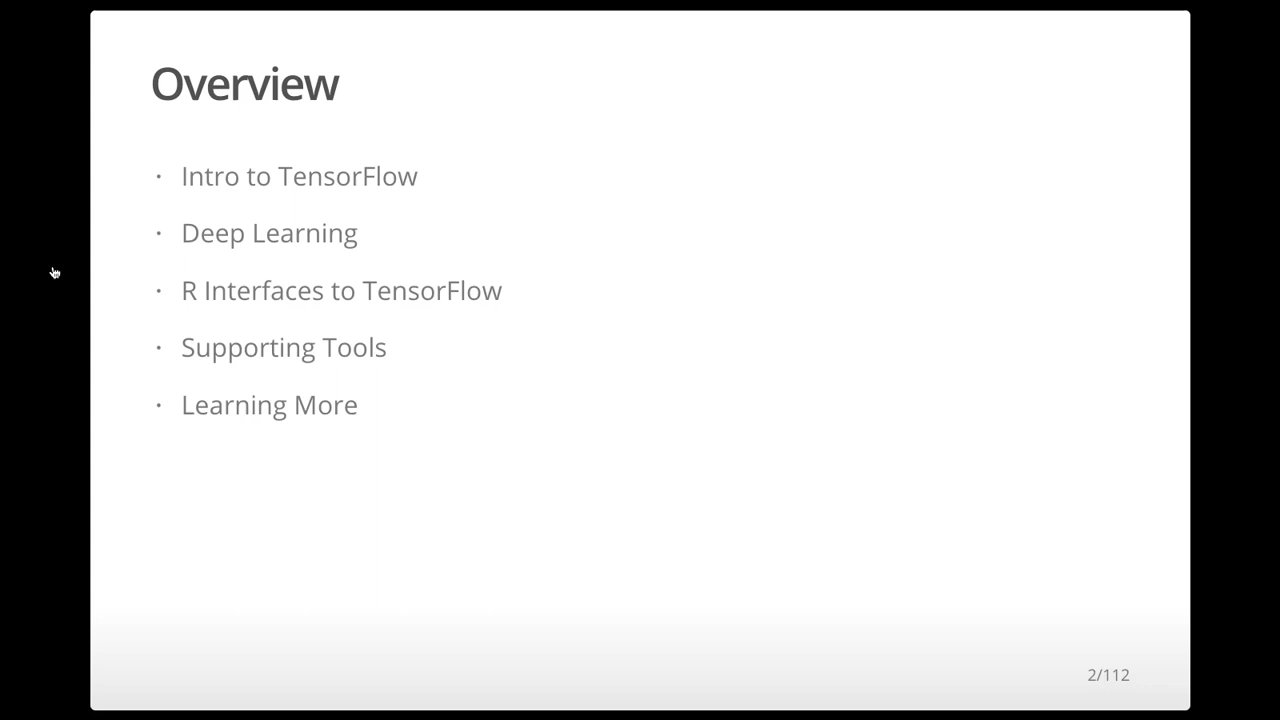 Overview
· Intro to TensorFlow
· Deep Learning
· R Interfaces to TensorFlow
· Supporting Tools
· Learning More
2/112